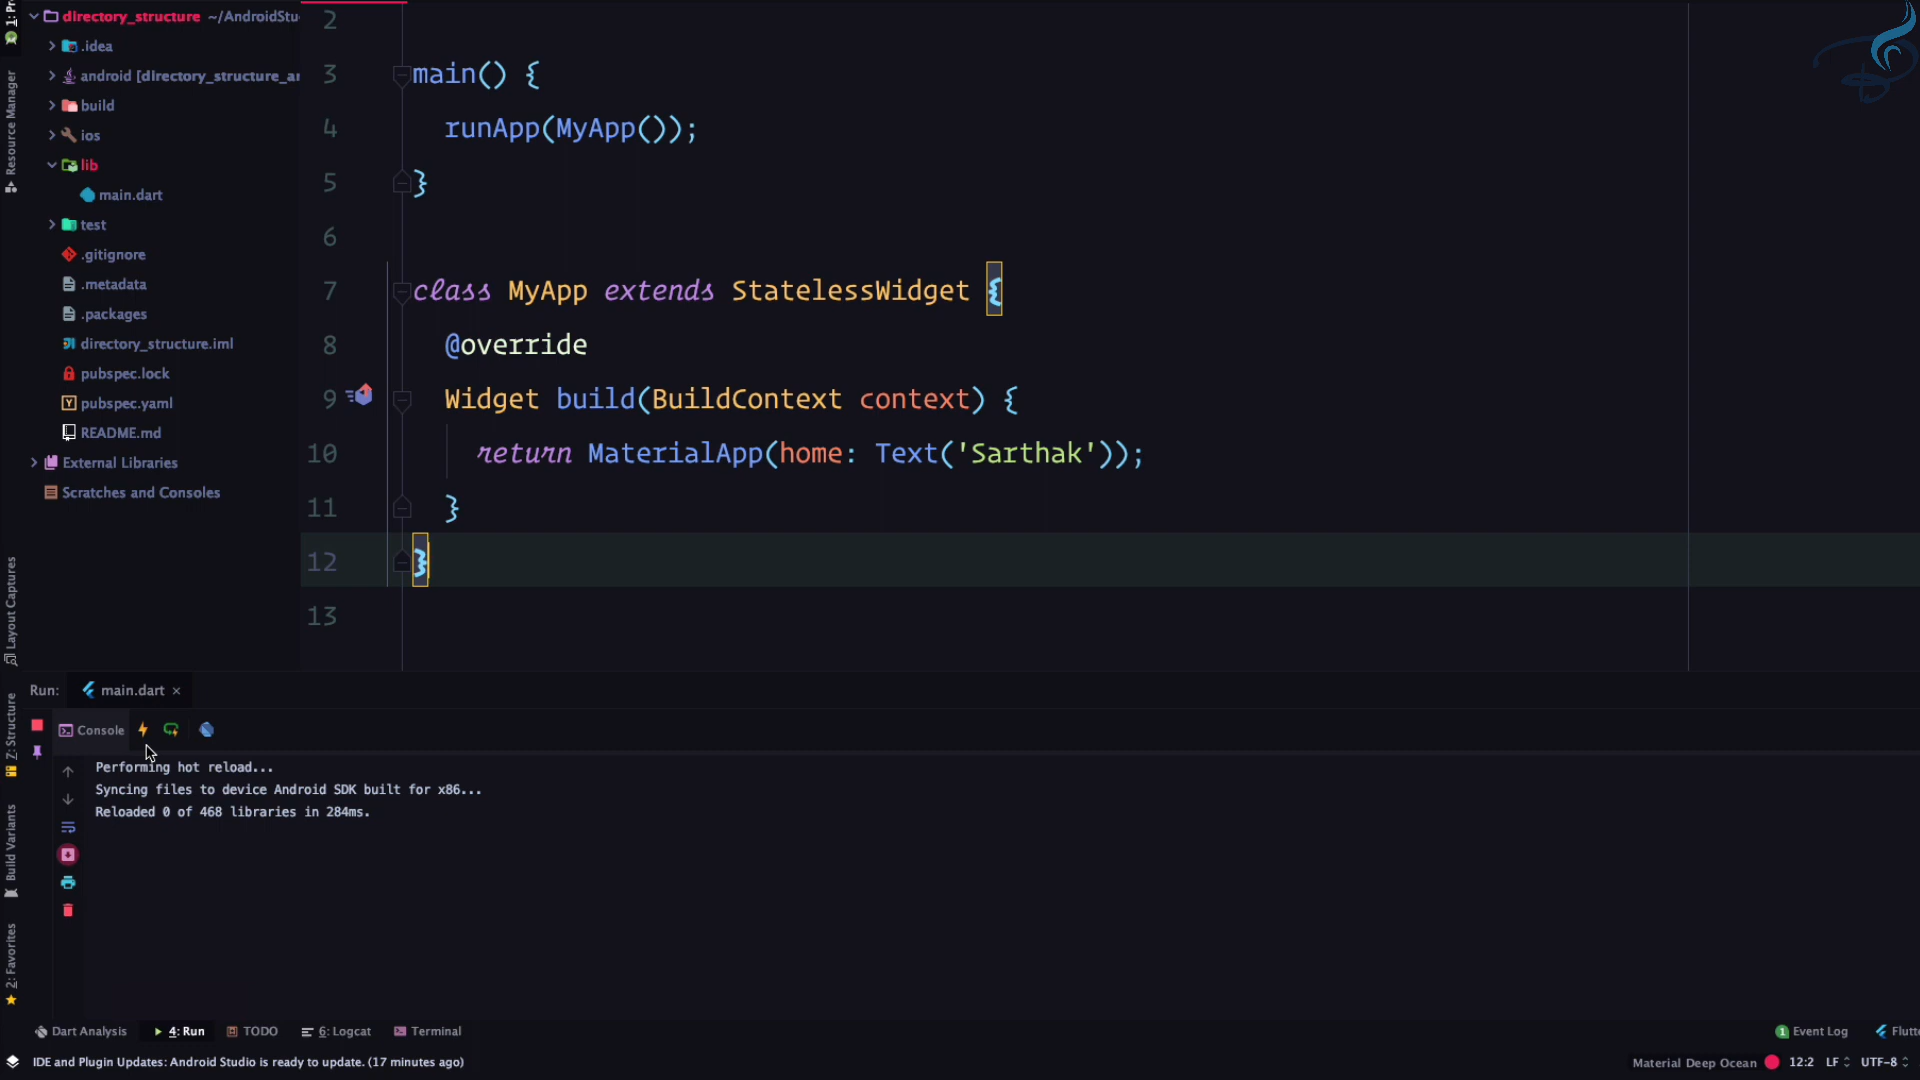 1: Pr
Resource Manager
Layout Captures
Z: Structure
Build Variants
2: Favorites
directory_structure ~/AndroidStu
.idea
android [directory_structure_an
build
ios
lib
main.dart
test
.gitignore
.metadata
.packages
directory_structure.iml
pubspec.lock
pubspec.yaml
README.md
External Libraries
Scratches and Consoles
2
3 main() {
4 runApp(MyApp());
5 }
6
7 class MyApp extends StatelessWidget {
8 @override
9 Widget build(BuildContext context) {
10 return MaterialApp(home: Text('Sarthak'));
11 }
12 }
13
Run: main.dart ×
Console
Performing hot reload...
Syncing files to device Android SDK built for x86...
Reloaded 0 of 468 libraries in 284ms.
Dart Analysis 4: Run TODO 6: Logcat Terminal 1 Event Log Flutte
IDE and Plugin Updates: Android Studio is ready to update. (17 minutes ago) Material Deep Ocean 12:2 LF UTF-8